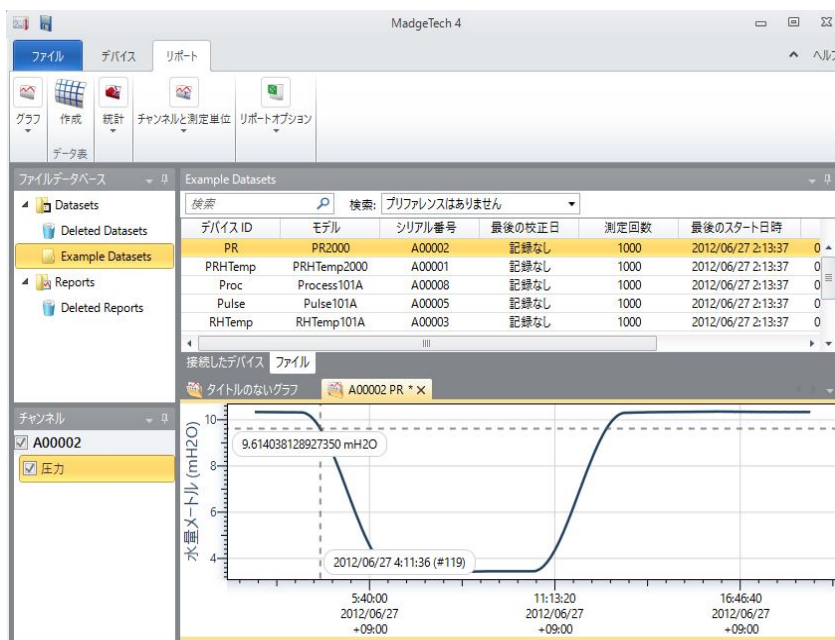 MadgeTech 4
ファイル デバイス リポート ヘルプ
グラフ 作成 統計 チャンネルと測定単位 リポートオプション
データ表
ファイルデータベース
Datasets
Deleted Datasets
Example Datasets
Reports
Deleted Reports
Example Datasets
検索 検索: プリファレンスはありません
デバイス ID モデル シリアル番号 最後の校正日 測定回数 最後のスタート日時
PR PR2000 A00002 記録なし 1000 2012/06/27 2:13:37 0
PRHTemp PRHTemp2000 A00001 記録なし 1000 2012/06/27 2:13:37 0
Proc Process101A A00008 記録なし 1000 2012/06/27 2:13:37 0
Pulse Pulse101A A00005 記録なし 1000 2012/06/27 2:13:37 0
RHTemp RHTemp101A A00003 記録なし 1000 2012/06/27 2:13:37 0
接続したデバイス ファイル
タイトルのないグラフ A00002 PR *
チャンネル
A00002
圧力
水量メートル (mH2O)
10
8
6
4
9.614038128927350 mH2O
2012/06/27 4:11:36 (#119)
5:40:00 11:13:20 16:46:40
2012/06/27 2012/06/27 2012/06/27
+09:00 +09:00 +09:00